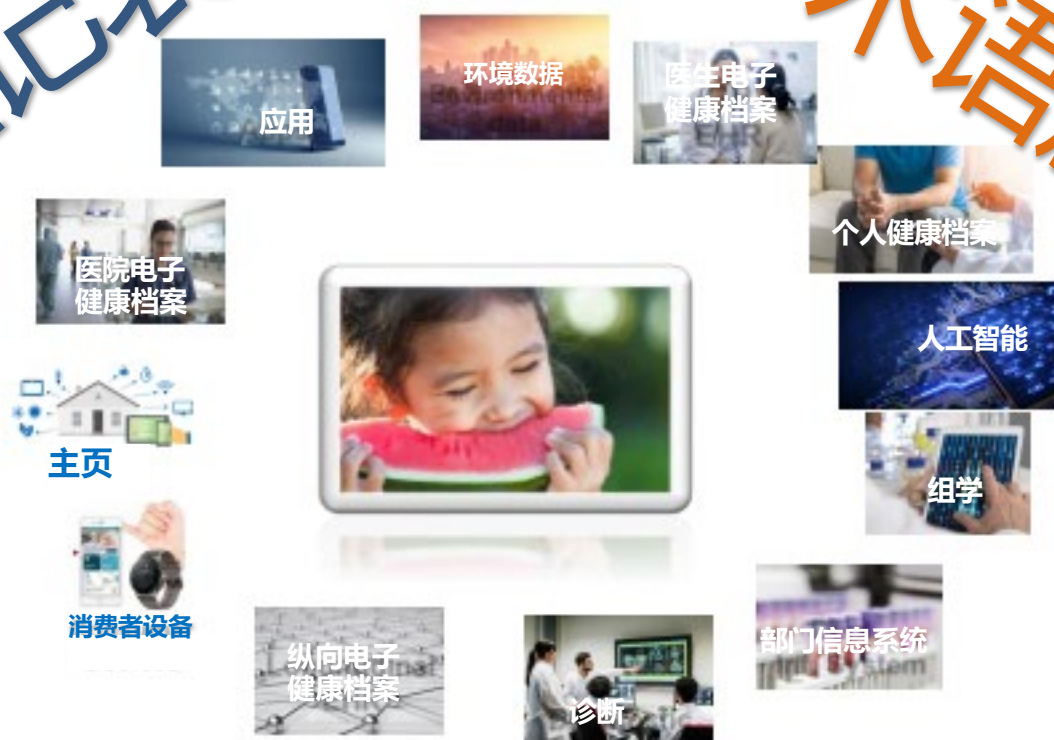 记
术语
应用
环境数据
医生电子
健康档案
个人健康档案
医院电子
健康档案
人工智能
主页
组学
消费者设备
部门信息系统
纵向电子
健康档案
诊断